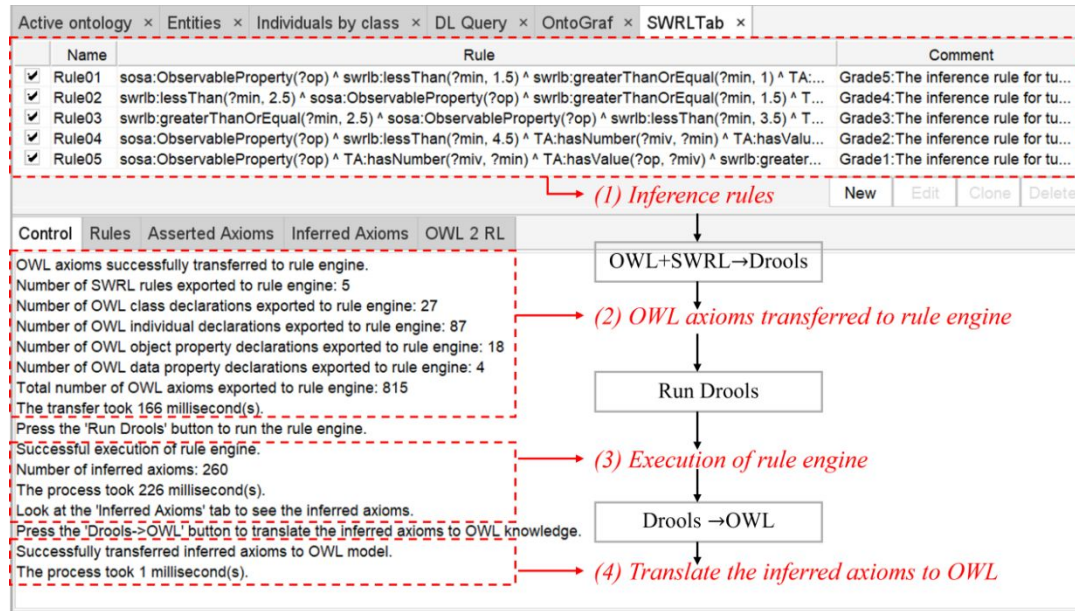 Active ontology × Entities × Individuals by class × DL Query × OntoGraf × SWRLTab ×
Name Rule Comment
Rule01 sosa:ObservableProperty(?op) ^ swrlb:lessThan(?min, 1.5) ^ swrlb:greaterThanOrEqual(?min, 1) ^ TA:... Grade5:The inference rule for tu...
Rule02 swrlb:lessThan(?min, 2.5) ^ sosa:ObservableProperty(?op) ^ swrlb:greaterThanOrEqual(?min, 1.5) ^ T... Grade4:The inference rule for tu...
Rule03 swrlb:greaterThanOrEqual(?min, 2.5) ^ sosa:ObservableProperty(?op) ^ swrlb:lessThan(?min, 3.5) ^ T... Grade3:The inference rule for tu...
Rule04 sosa:ObservableProperty(?op) ^ swrlb:lessThan(?min, 4.5) ^ TA:hasNumber(?miv, ?min) ^ TA:hasValu... Grade2:The inference rule for tu...
Rule05 sosa:ObservableProperty(?op) ^ TA:hasNumber(?miv, ?min) ^ TA:hasValue(?op, ?miv) ^ swrlb:greater... Grade1:The inference rule for tu...
(1) Inference rules
New Edit Clone Delete
Control Rules Asserted Axioms Inferred Axioms OWL 2 RL
OWL axioms successfully transferred to rule engine.
OWL+SWRL→Drools
Number of SWRL rules exported to rule engine: 5
Number of OWL class declarations exported to rule engine: 27
Number of OWL individual declarations exported to rule engine: 87
(2) OWL axioms transferred to rule engine
Number of OWL object property declarations exported to rule engine: 18
Number of OWL data property declarations exported to rule engine: 4
Total number of OWL axioms exported to rule engine: 815
Run Drools
The transfer took 166 millisecond(s).
Press the 'Run Drools' button to run the rule engine.
Successful execution of rule engine.
Number of inferred axioms: 260
(3) Execution of rule engine
The process took 226 millisecond(s).
Look at the 'Inferred Axioms' tab to see the inferred axioms.
Drools →OWL
Press the 'Drools->OWL' button to translate the inferred axioms to OWL knowledge.
Successfully transferred inferred axioms to OWL model.
The process took 1 millisecond(s).
(4) Translate the inferred axioms to OWL